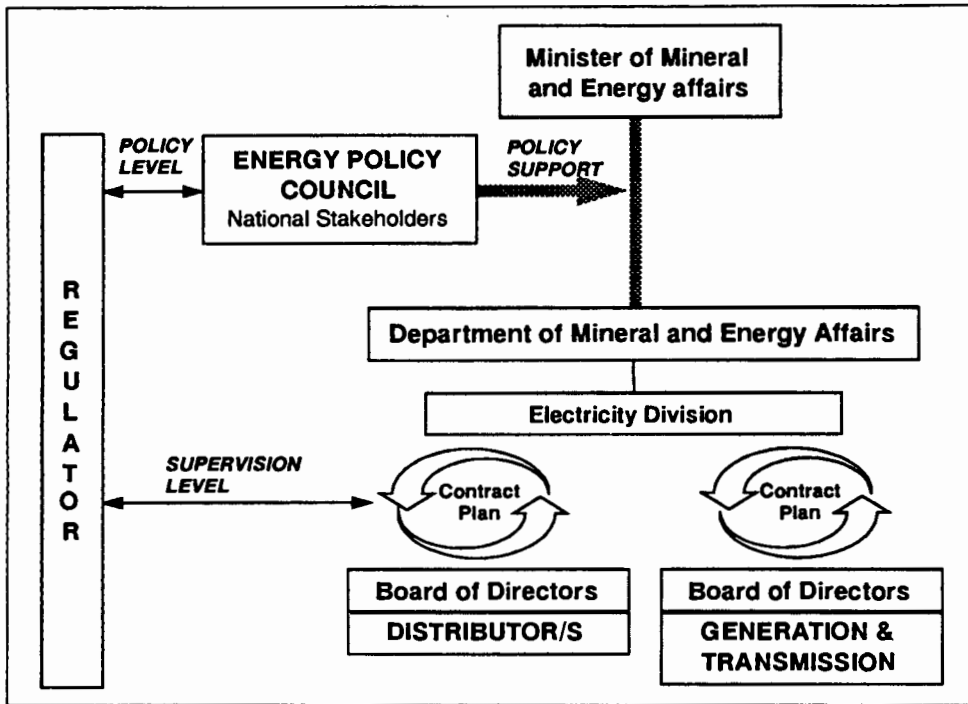 Minister of Mineral
and Energy affairs
POLICY
LEVEL
ENERGY POLICY
COUNCIL
National Stakeholders
POLICY
SUPPORT
REGULATOR
Department of Mineral and Energy Affairs
Electricity Division
SUPERVISION
LEVEL
Contract
Plan
Contract
Plan
Board of Directors
DISTRIBUTOR/S
Board of Directors
GENERATION &
TRANSMISSION